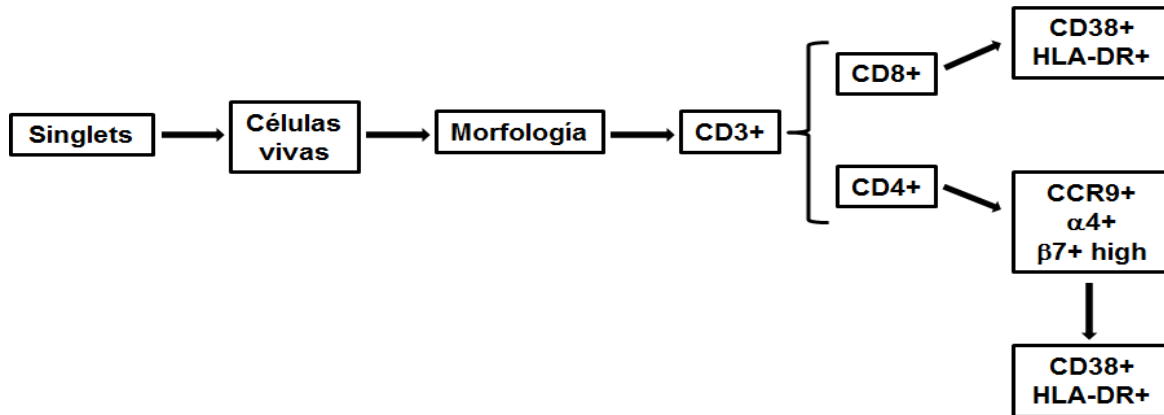 Singlets
Células
vivas
Morfología
CD3+
CD8+
CD38+
HLA-DR+
CD4+
CCR9+
α4+
β7+ high
CD38+
HLA-DR+